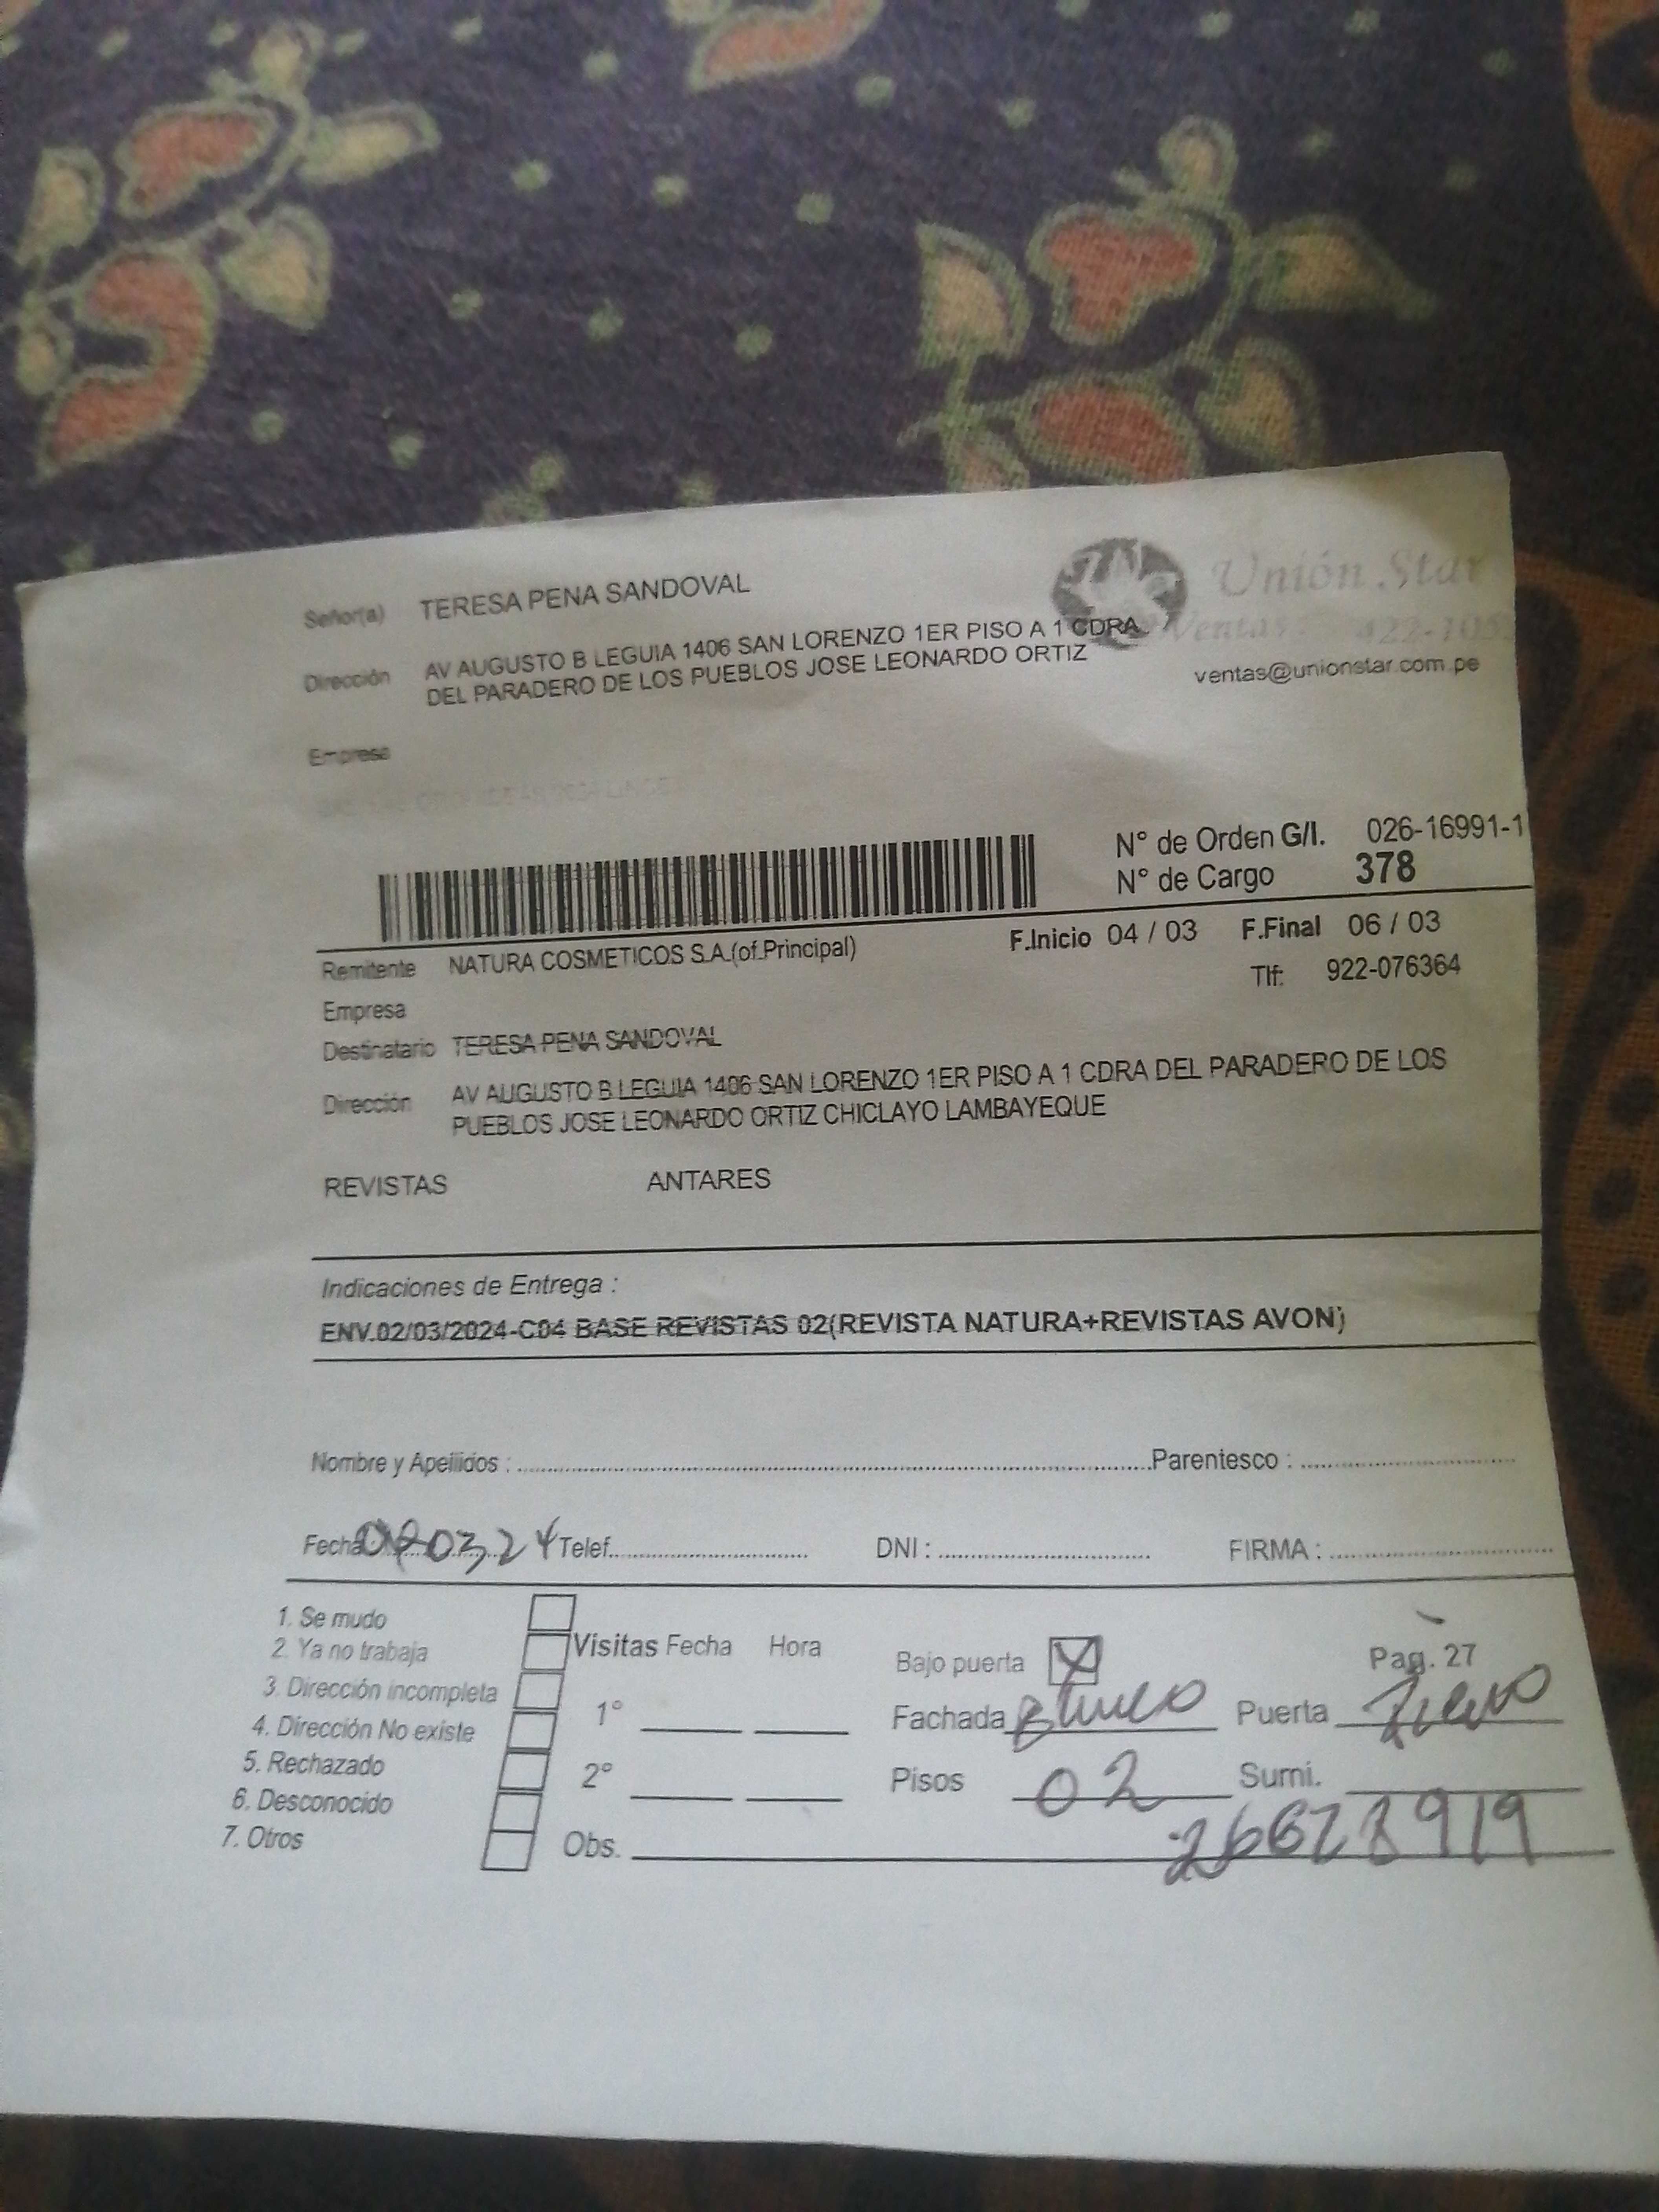 Unión Star
Señor(a) TERESA PENA SANDOVAL
Ventas: 422-105
Dirección AV AUGUSTO B LEGUIA 1406 SAN LORENZO 1ER PISO A 1 CDRA
DEL PARADERO DE LOS PUEBLOS JOSE LEONARDO ORTIZ
ventas@unionstar.com.pe
Empresa
N° de Orden G/I. 026-16991-1
N° de Cargo 378
Remitente NATURA COSMETICOS S.A.(of.Principal) F.Inicio 04 / 03 F.Final 06 / 03
Tlf: 922-076364
Empresa
Destinatario TERESA PENA SANDOVAL
Dirección AV AUGUSTO B LEGUIA 1406 SAN LORENZO 1ER PISO A 1 CDRA DEL PARADERO DE LOS
PUEBLOS JOSE LEONARDO ORTIZ CHICLAYO LAMBAYEQUE
REVISTAS ANTARES
Indicaciones de Entrega :
ENV.02/03/2024-C04 BASE REVISTAS 02(REVISTA NATURA+REVISTAS AVON)
Nombre y Apellidos : Parentesco :
Fecha Telef. DNI : FIRMA :
1. Se mudo
2. Ya no trabaja
3. Dirección incompleta
4. Dirección No existe
5. Rechazado
6. Desconocido
7. Otros
Visitas Fecha Hora
1°
2°
Obs.
Bajo puerta X Pag. 27
Fachada Puerta
Pisos 02 Sumi.